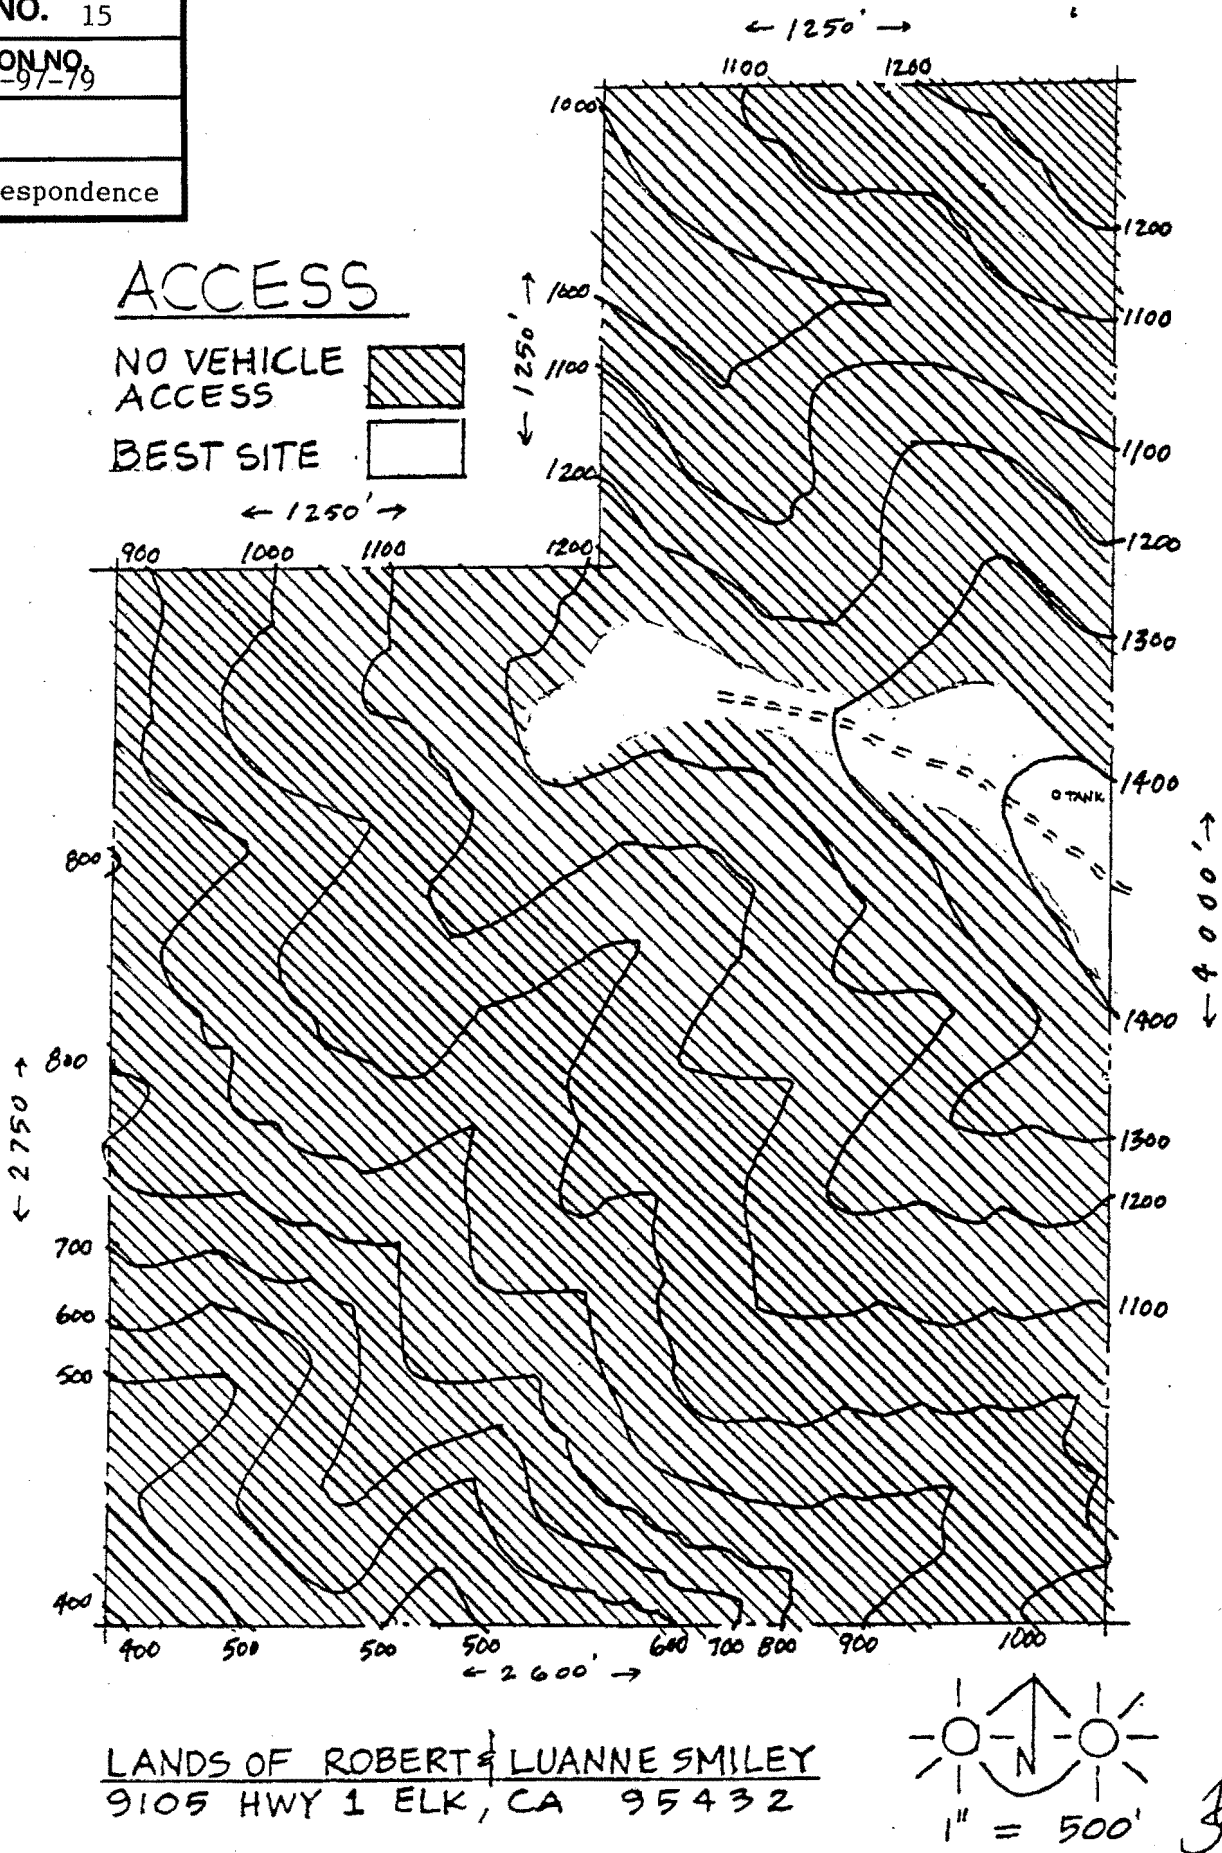 NO. 15
ON NO.
-97-79
espondence
← 1250' →
1100 1200
1000
1200
ACCESS
1000
1100
← 1250' →
NO VEHICLE
ACCESS
1100
BEST SITE
1100
1200
← 1250' →
900 1000 1100 1200
1200
1300
1400
TANK
800
← 4000' →
1400
800
← 2750' →
1300
1200
700
600
1100
500
400
400 500 500 500 600 700 800 900 1000
← 2600' →
N
LANDS OF ROBERT & LUANNE SMILEY
9105 HWY 1 ELK, CA 95432
1" = 500'